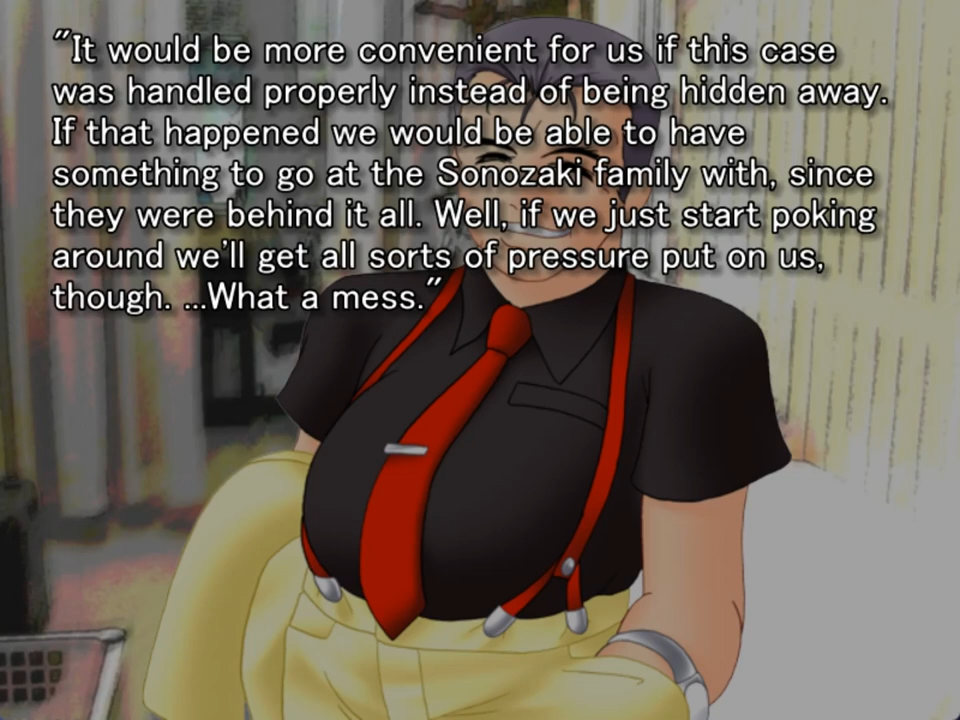 "It would be more convenient for us if this case
was handled properly instead of being hidden away.
If that happened we would be able to have
something to go at the Sonozaki family with, since
they were behind it all. Well, if we just start poking
around we'll get all sorts of pressure put on us,
though. ...What a mess."